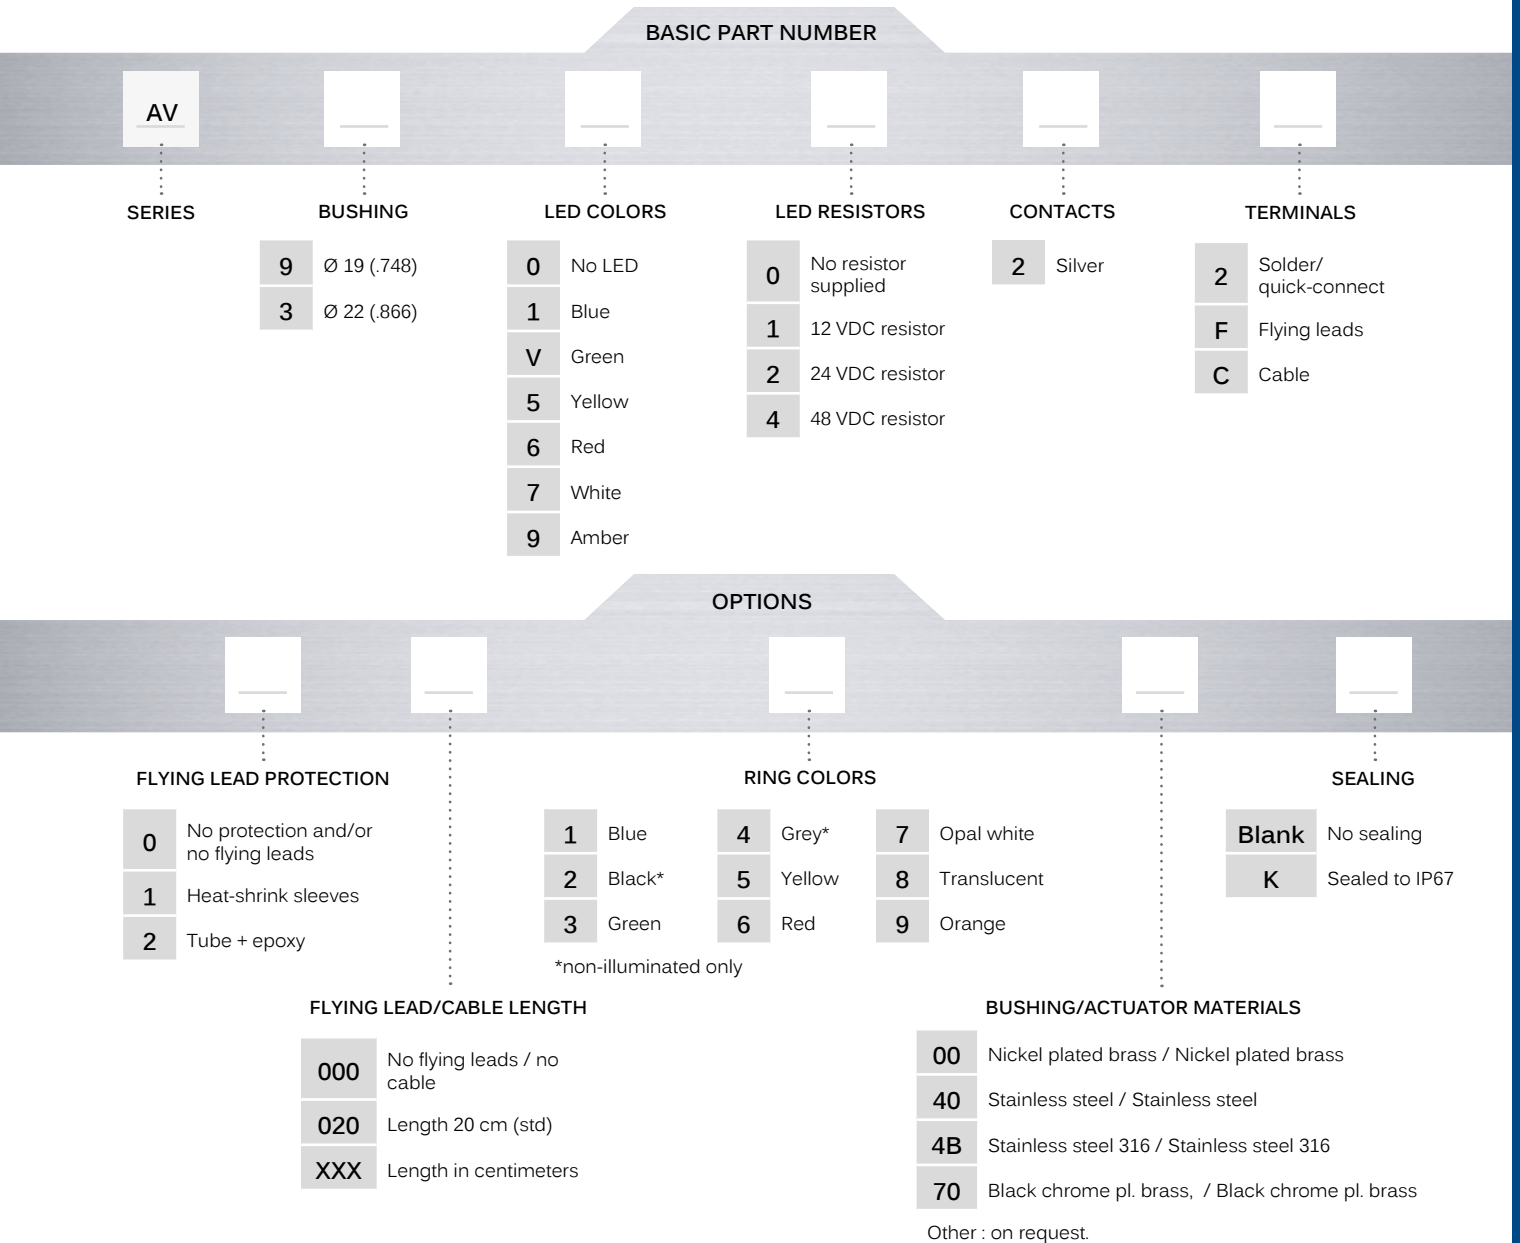 BASIC PART NUMBER
AV
SERIES
BUSHING
9 Ø 19 (.748)
3 Ø 22 (.866)
LED COLORS
0 No LED
1 Blue
V Green
5 Yellow
6 Red
7 White
9 Amber
LED RESISTORS
0 No resistor
supplied
1 12 VDC resistor
2 24 VDC resistor
4 48 VDC resistor
CONTACTS
2 Silver
TERMINALS
2 Solder/
quick-connect
F Flying leads
C Cable
OPTIONS
FLYING LEAD PROTECTION
0 No protection and/or
no flying leads
1 Heat-shrink sleeves
2 Tube + epoxy
FLYING LEAD/CABLE LENGTH
000 No flying leads / no
cable
020 Length 20 cm (std)
XXX Length in centimeters
RING COLORS
1 Blue
2 Black*
3 Green
4 Grey*
5 Yellow
6 Red
7 Opal white
8 Translucent
9 Orange
*non-illuminated only
BUSHING/ACTUATOR MATERIALS
00 Nickel plated brass / Nickel plated brass
40 Stainless steel / Stainless steel
4B Stainless steel 316 / Stainless steel 316
70 Black chrome pl. brass, / Black chrome pl. brass
Other : on request.
SEALING
Blank No sealing
K Sealed to IP67